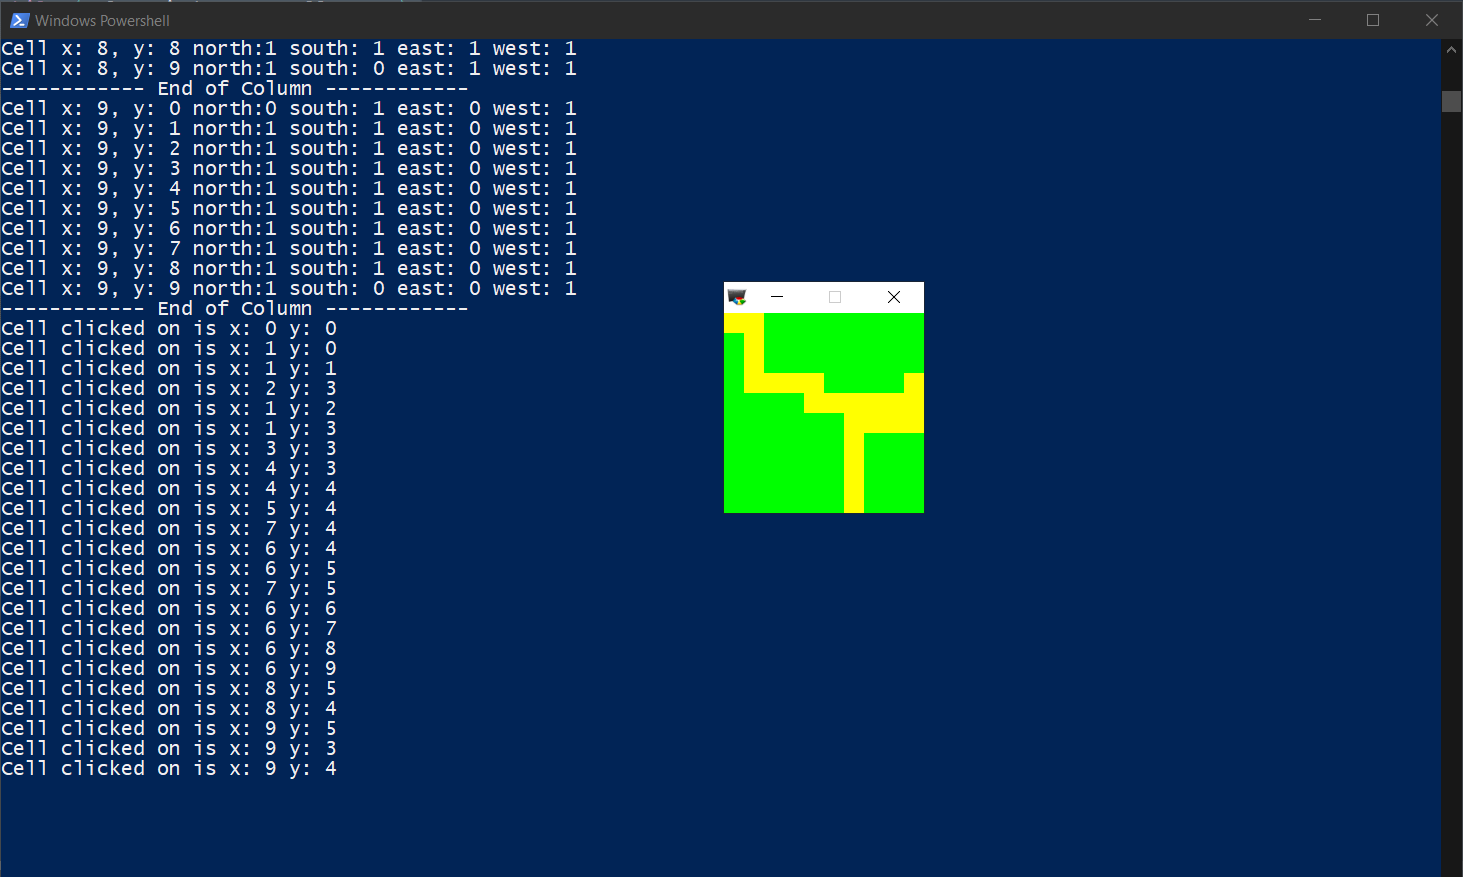 Windows Powershell
Cell x: 8, y: 8 north:1 south: 1 east: 1 west: 1
Cell x: 8, y: 9 north:1 south: 0 east: 1 west: 1
------------ End of Column ------------
Cell x: 9, y: 0 north:0 south: 1 east: 0 west: 1
Cell x: 9, y: 1 north:1 south: 1 east: 0 west: 1
Cell x: 9, y: 2 north:1 south: 1 east: 0 west: 1
Cell x: 9, y: 3 north:1 south: 1 east: 0 west: 1
Cell x: 9, y: 4 north:1 south: 1 east: 0 west: 1
Cell x: 9, y: 5 north:1 south: 1 east: 0 west: 1
Cell x: 9, y: 6 north:1 south: 1 east: 0 west: 1
Cell x: 9, y: 7 north:1 south: 1 east: 0 west: 1
Cell x: 9, y: 8 north:1 south: 1 east: 0 west: 1
Cell x: 9, y: 9 north:1 south: 0 east: 0 west: 1
------------ End of Column ------------
Cell clicked on is x: 0 y: 0
Cell clicked on is x: 1 y: 0
Cell clicked on is x: 1 y: 1
Cell clicked on is x: 2 y: 3
Cell clicked on is x: 1 y: 2
Cell clicked on is x: 1 y: 3
Cell clicked on is x: 3 y: 3
Cell clicked on is x: 4 y: 3
Cell clicked on is x: 4 y: 4
Cell clicked on is x: 5 y: 4
Cell clicked on is x: 7 y: 4
Cell clicked on is x: 6 y: 4
Cell clicked on is x: 6 y: 5
Cell clicked on is x: 7 y: 5
Cell clicked on is x: 6 y: 6
Cell clicked on is x: 6 y: 7
Cell clicked on is x: 6 y: 8
Cell clicked on is x: 6 y: 9
Cell clicked on is x: 8 y: 5
Cell clicked on is x: 8 y: 4
Cell clicked on is x: 9 y: 5
Cell clicked on is x: 9 y: 3
Cell clicked on is x: 9 y: 4